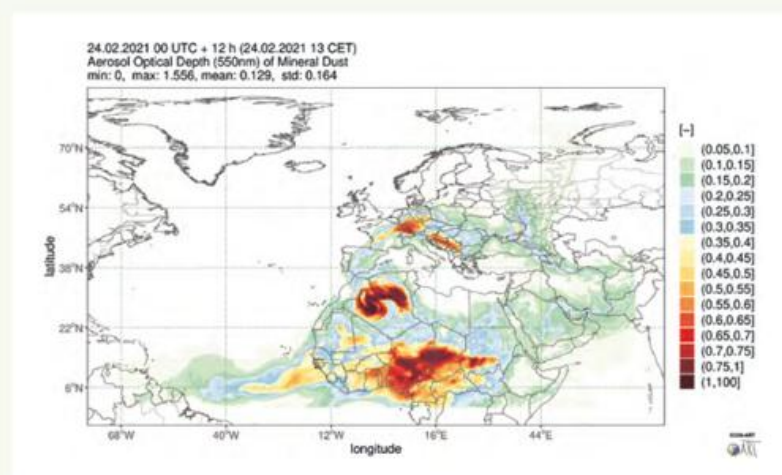 24.02.2021 00 UTC + 12 h (24.02.2021 13 CET)
Aerosol Optical Depth (550nm) of Mineral Dust
min: 0, max: 1.556, mean: 0.129, std: 0.164
[-]
(0.05,0.1]
(0.1,0.15]
(0.15,0.2]
(0.2,0.25]
(0.25,0.3]
(0.3,0.35]
(0.35,0.4]
(0.4,0.45]
(0.45,0.5]
(0.5,0.55]
(0.55,0.6]
(0.6,0.65]
(0.65,0.7]
(0.7,0.75]
(0.75,1]
(1,100]
latitude
70°N
54°N
38°N
22°N
6°N
68°W
40°W
12°W
16°E
44°E
longitude
ICON-ART
ART